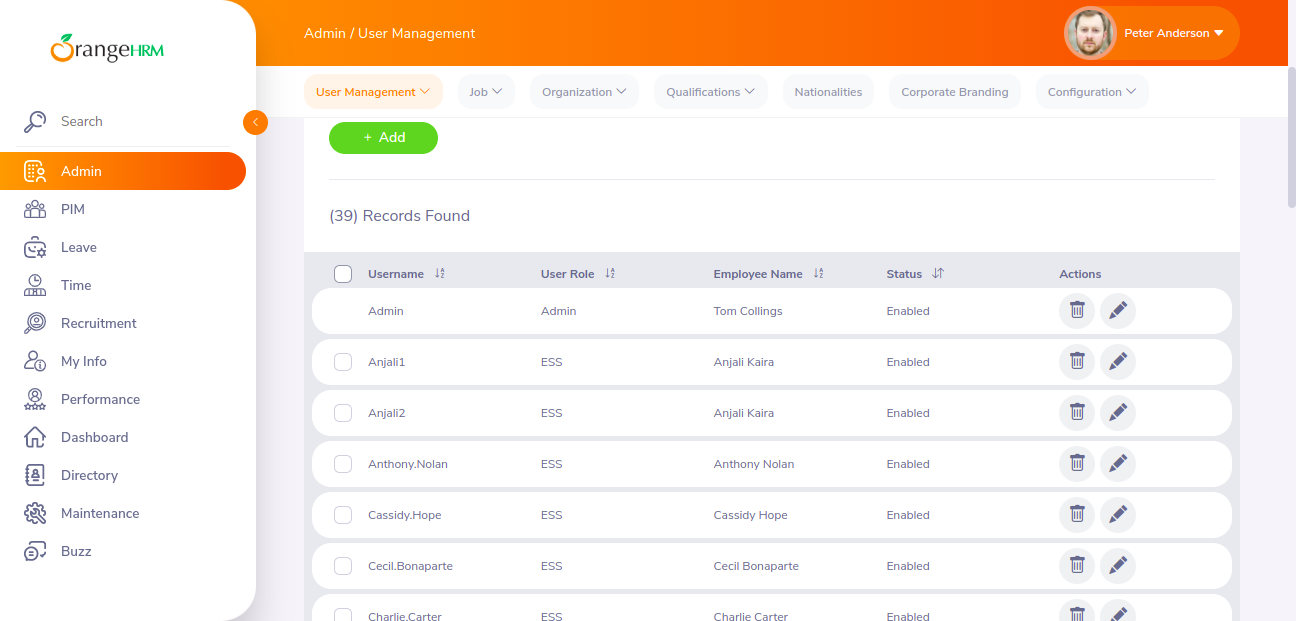 OrangeHRM
Admin / User Management
Peter Anderson
User Management
Job
Organization
Qualifications
Nationalities
Corporate Branding
Configuration
Search
Admin
PIM
Leave
Time
Recruitment
My Info
Performance
Dashboard
Directory
Maintenance
Buzz
+ Add
(39) Records Found
Username User Role Employee Name Status Actions
Admin Admin Tom Collings Enabled
Anjali1 ESS Anjali Kaira Enabled
Anjali2 ESS Anjali Kaira Enabled
Anthony.Nolan ESS Anthony Nolan Enabled
Cassidy.Hope ESS Cassidy Hope Enabled
Cecil.Bonaparte ESS Cecil Bonaparte Enabled
Charlie.Carter ESS Charlie Carter Enabled